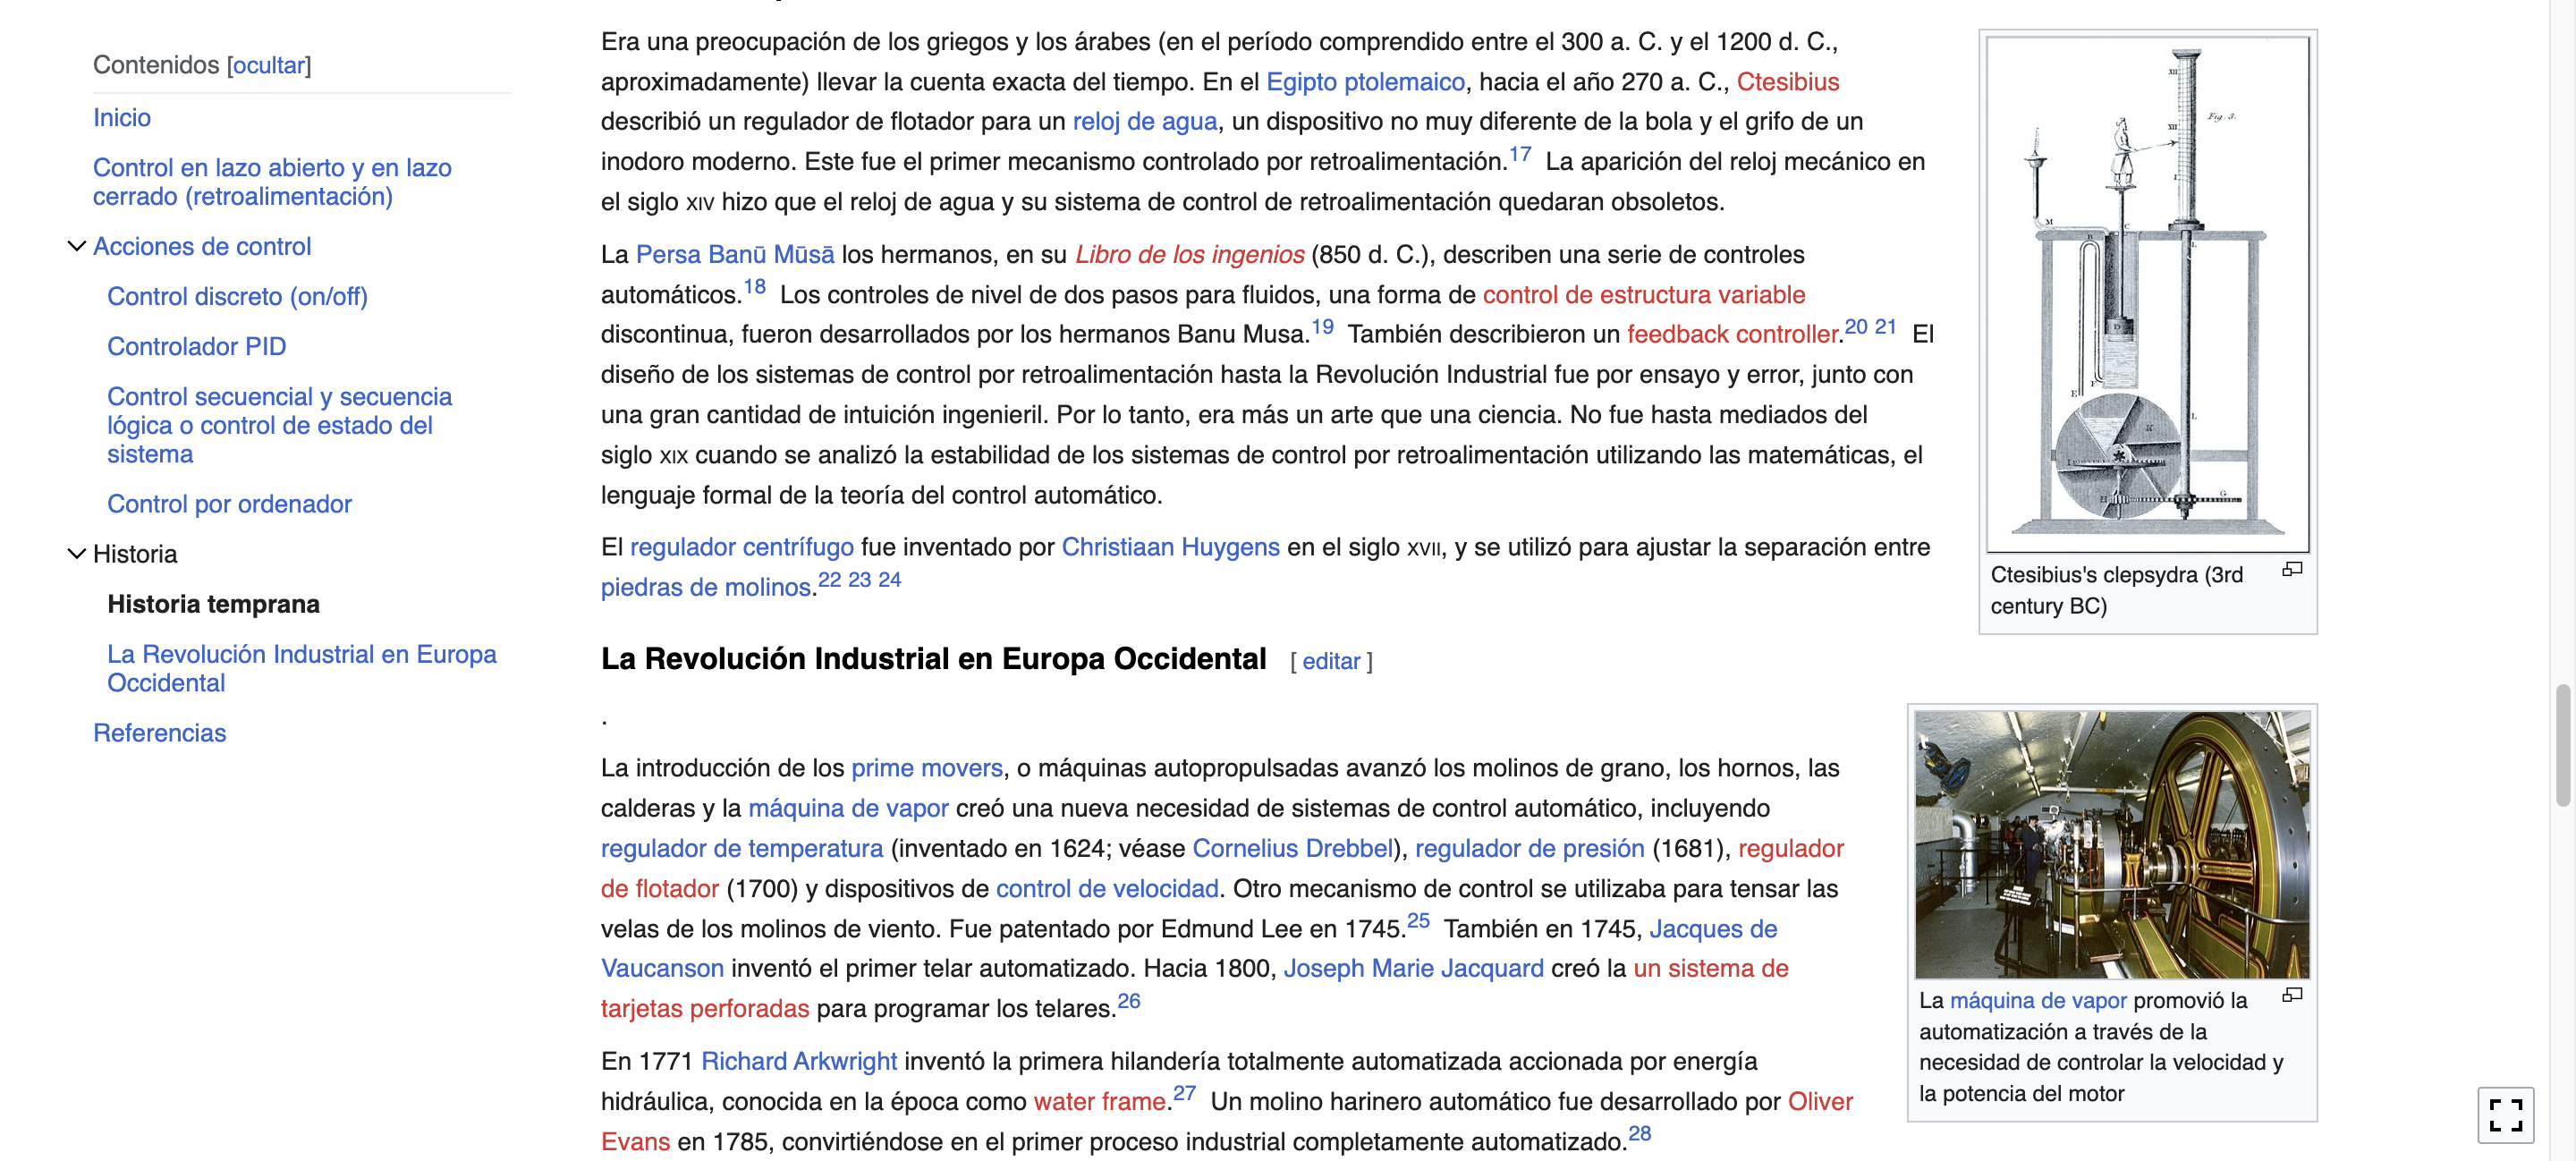 Contenidos [ocultar]
Inicio
Control en lazo abierto y en lazo
cerrado (retroalimentación)
Acciones de control
Control discreto (on/off)
Controlador PID
Control secuencial y secuencia
lógica o control de estado del
sistema
Control por ordenador
Historia
Historia temprana
La Revolución Industrial en Europa
Occidental
Referencias
Era una preocupación de los griegos y los árabes (en el período comprendido entre el 300 a. C. y el 1200 d. C.,
aproximadamente) llevar la cuenta exacta del tiempo. En el Egipto ptolemaico, hacia el año 270 a. C., Ctesibius
describió un regulador de flotador para un reloj de agua, un dispositivo no muy diferente de la bola y el grifo de un
inodoro moderno. Este fue el primer mecanismo controlado por retroalimentación.17 La aparición del reloj mecánico en
el siglo XIV hizo que el reloj de agua y su sistema de control de retroalimentación quedaran obsoletos.
La Persa Banū Mūsā los hermanos, en su Libro de los ingenios (850 d. C.), describen una serie de controles
automáticos.18 Los controles de nivel de dos pasos para fluidos, una forma de control de estructura variable
discontinua, fueron desarrollados por los hermanos Banu Musa.19 También describieron un feedback controller.20 21 El
diseño de los sistemas de control por retroalimentación hasta la Revolución Industrial fue por ensayo y error, junto con
una gran cantidad de intuición ingenieril. Por lo tanto, era más un arte que una ciencia. No fue hasta mediados del
siglo XIX cuando se analizó la estabilidad de los sistemas de control por retroalimentación utilizando las matemáticas, el
lenguaje formal de la teoría del control automático.
El regulador centrífugo fue inventado por Christiaan Huygens en el siglo XVII, y se utilizó para ajustar la separación entre
piedras de molinos.22 23 24
Fig. 3.
Ctesibius's clepsydra (3rd
century BC)
La Revolución Industrial en Europa Occidental [ editar ]
.
La introducción de los prime movers, o máquinas autopropulsadas avanzó los molinos de grano, los hornos, las
calderas y la máquina de vapor creó una nueva necesidad de sistemas de control automático, incluyendo
regulador de temperatura (inventado en 1624; véase Cornelius Drebbel), regulador de presión (1681), regulador
de flotador (1700) y dispositivos de control de velocidad. Otro mecanismo de control se utilizaba para tensar las
velas de los molinos de viento. Fue patentado por Edmund Lee en 1745.25 También en 1745, Jacques de
Vaucanson inventó el primer telar automatizado. Hacia 1800, Joseph Marie Jacquard creó la un sistema de
tarjetas perforadas para programar los telares.26
En 1771 Richard Arkwright inventó la primera hilandería totalmente automatizada accionada por energía
hidráulica, conocida en la época como water frame.27 Un molino harinero automático fue desarrollado por Oliver
Evans en 1785, convirtiéndose en el primer proceso industrial completamente automatizado.28
La máquina de vapor promovió la
automatización a través de la
necesidad de controlar la velocidad y
la potencia del motor